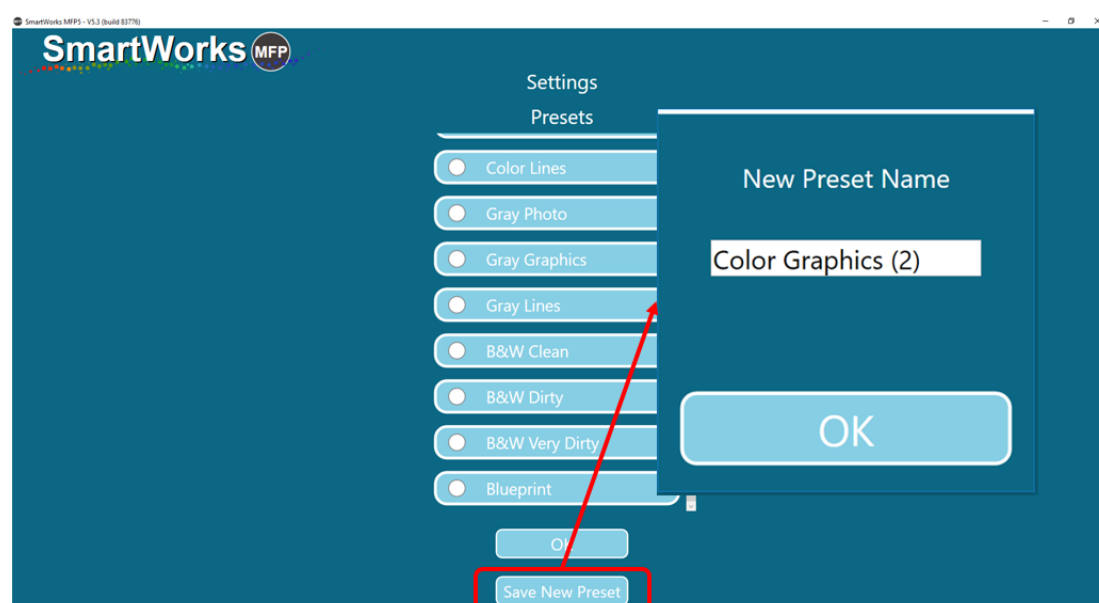 SmartWorks MFP5 - V5.3 (build 83776)
SmartWorks MFP
Settings
Presets
Color Lines
Gray Photo
Gray Graphics
Gray Lines
B&W Clean
B&W Dirty
B&W Very Dirty
Blueprint
OK
Save New Preset
New Preset Name
Color Graphics (2)
OK